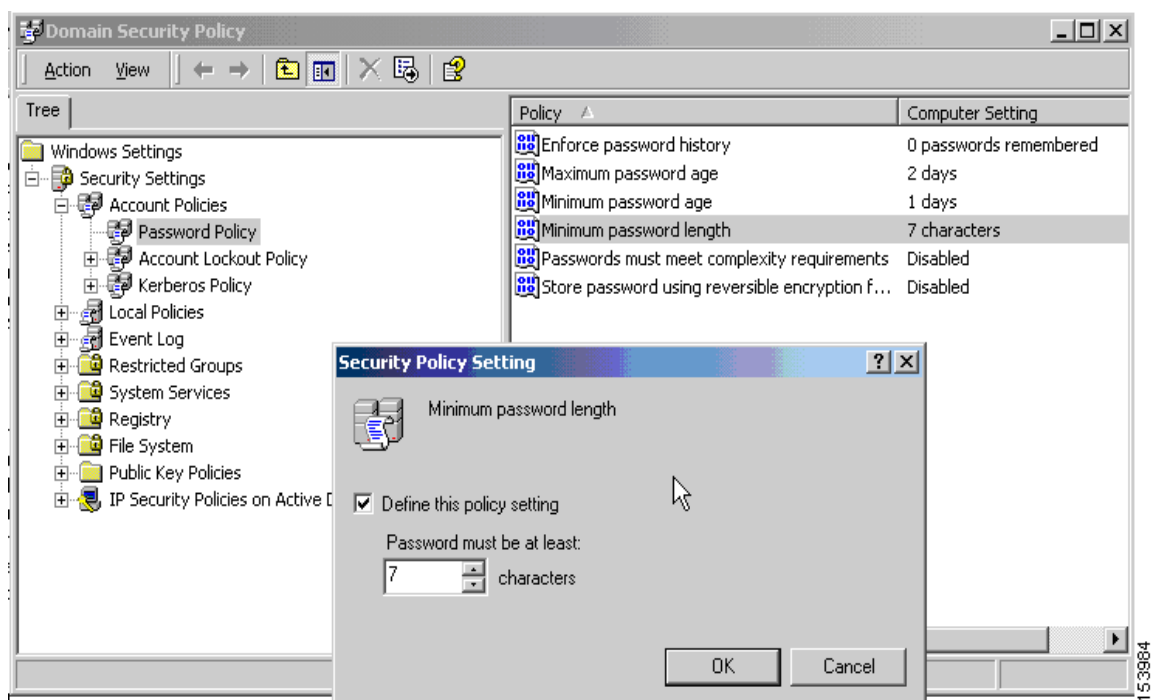 Domain Security Policy
Action View
Tree
Policy Computer Setting
Windows Settings
Security Settings
Account Policies
Password Policy
Account Lockout Policy
Kerberos Policy
Local Policies
Event Log
Restricted Groups
System Services
Registry
File System
Public Key Policies
IP Security Policies on Active D
Enforce password history 0 passwords remembered
Maximum password age 2 days
Minimum password age 1 days
Minimum password length 7 characters
Passwords must meet complexity requirements Disabled
Store password using reversible encryption f... Disabled
Security Policy Setting
Minimum password length
Define this policy setting
Password must be at least:
7 characters
OK Cancel
153984